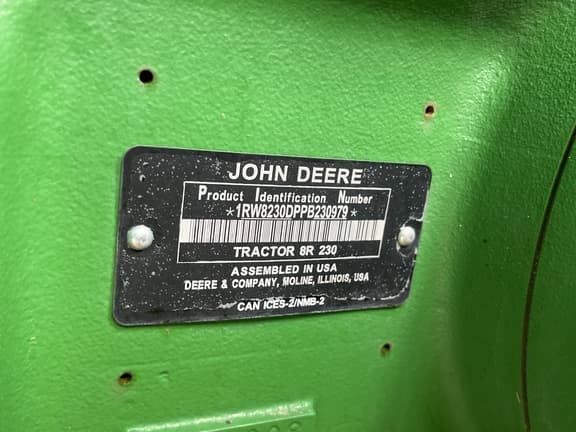 JOHN DEERE
Product Identification Number
*1RW8230DPPB230979*
TRACTOR 8R 230
ASSEMBLED IN USA
DEERE & COMPANY, MOLINE, ILLINOIS, USA
CAN ICES-2/NMB-2